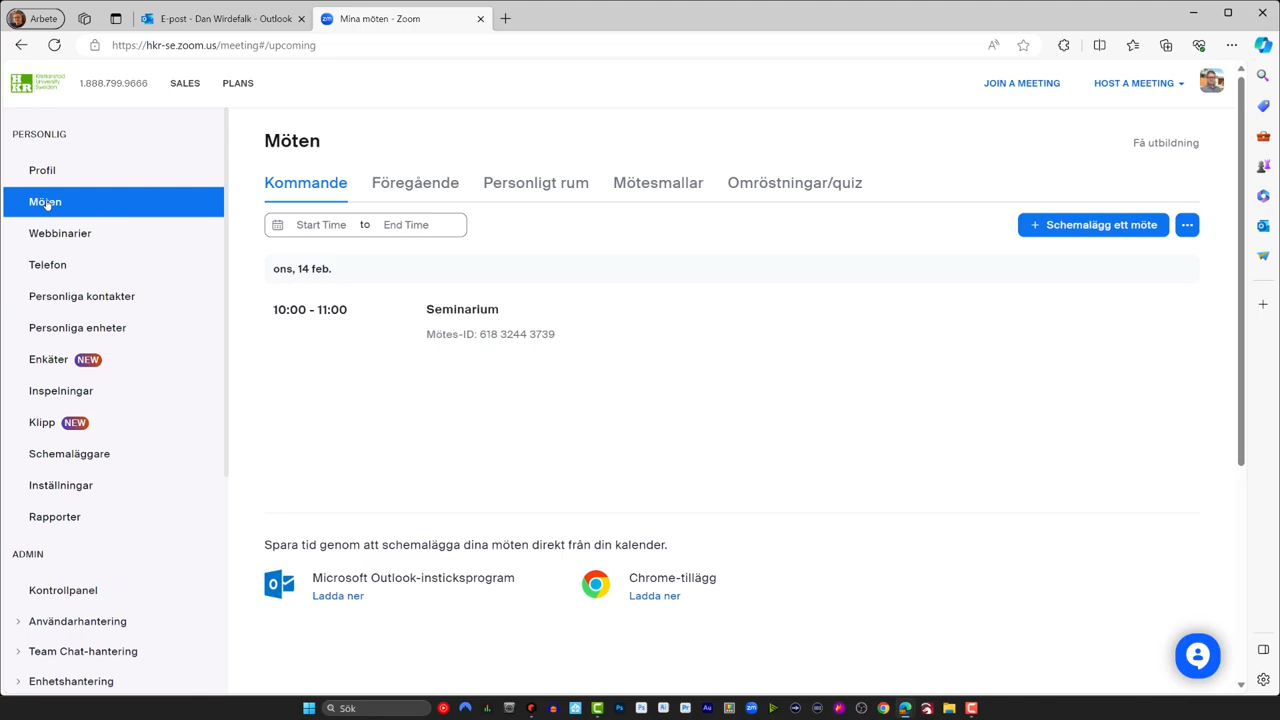 Arbete
E-post - Dan Wirdefalk - Outlook
Mina möten - Zoom
https://hkr-se.zoom.us/meeting#/upcoming
HKR
Kristianstad
University
Sweden
1.888.799.9666
SALES
PLANS
JOIN A MEETING
HOST A MEETING
PERSONLIG
Profil
Möten
Webbinarier
Telefon
Personliga kontakter
Personliga enheter
Enkäter NEW
Inspelningar
Klipp NEW
Schemaläggare
Inställningar
Rapporter
ADMIN
Kontrollpanel
Användarhantering
Team Chat-hantering
Enhetshantering
Möten
Få utbildning
Kommande
Föregående
Personligt rum
Mötesmallar
Omröstningar/quiz
Start Time to End Time
+ Schemalägg ett möte
ons, 14 feb.
10:00 - 11:00
Seminarium
Mötes-ID: 618 3244 3739
Spara tid genom att schemalägga dina möten direkt från din kalender.
Microsoft Outlook-insticksprogram
Ladda ner
Chrome-tillägg
Ladda ner
Sök